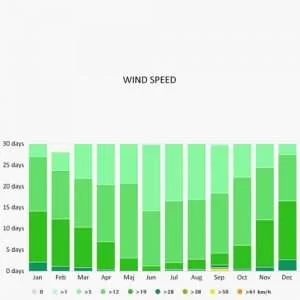 WIND SPEED
30 days
25 days
20 days
15 days
10 days
5 days
0 days
Jan Feb Mar Apr May Jun Jul Aug Sep Oct Nov Dec
0 >1 >5 >12 >19 >28 >38 >50 >61 km/h